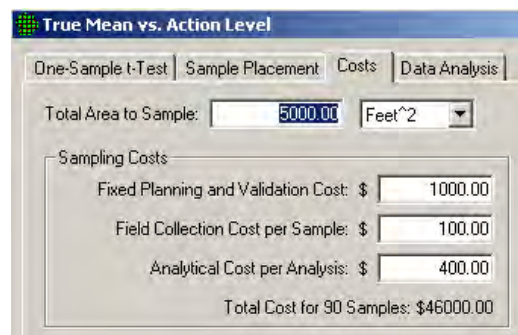 True Mean vs. Action Level
One-Sample t-Test Sample Placement Costs Data Analysis
Total Area to Sample: 5000.00 Feet^2
Sampling Costs
Fixed Planning and Validation Cost: $ 1000.00
Field Collection Cost per Sample: $ 100.00
Analytical Cost per Analysis: $ 400.00
Total Cost for 90 Samples: $46000.00